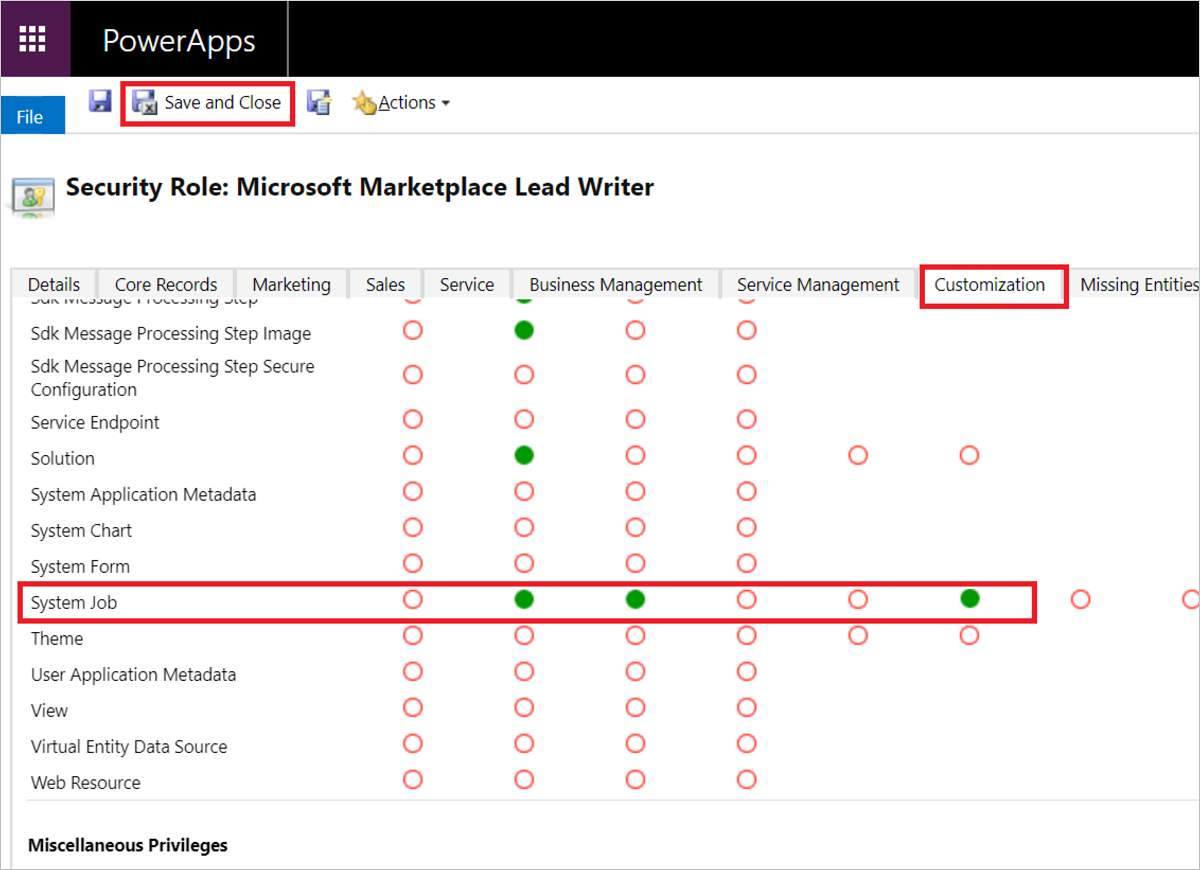 PowerApps
File
Save and Close
Actions
Security Role: Microsoft Marketplace Lead Writer
Details Core Records Marketing Sales Service Business Management Service Management Customization Missing Entities
Sdk Message Processing Step
Sdk Message Processing Step Image
Sdk Message Processing Step Secure
Configuration
Service Endpoint
Solution
System Application Metadata
System Chart
System Form
System Job
Theme
User Application Metadata
View
Virtual Entity Data Source
Web Resource
Miscellaneous Privileges